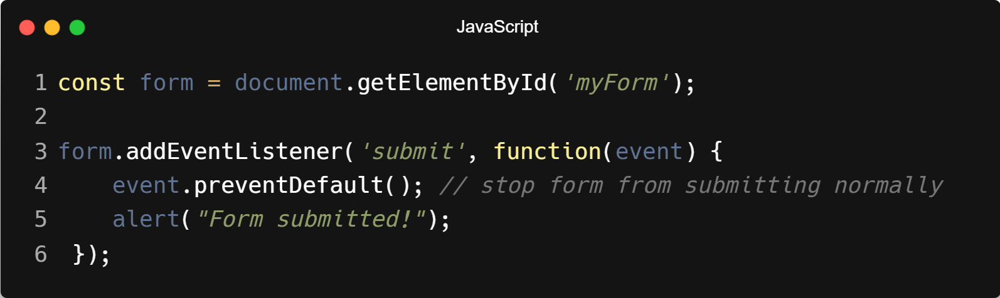 JavaScript
1 const form = document.getElementById('myForm');
2
3 form.addEventListener('submit', function(event) {
4     event.preventDefault(); // stop form from submitting normally
5     alert("Form submitted!");
6  });